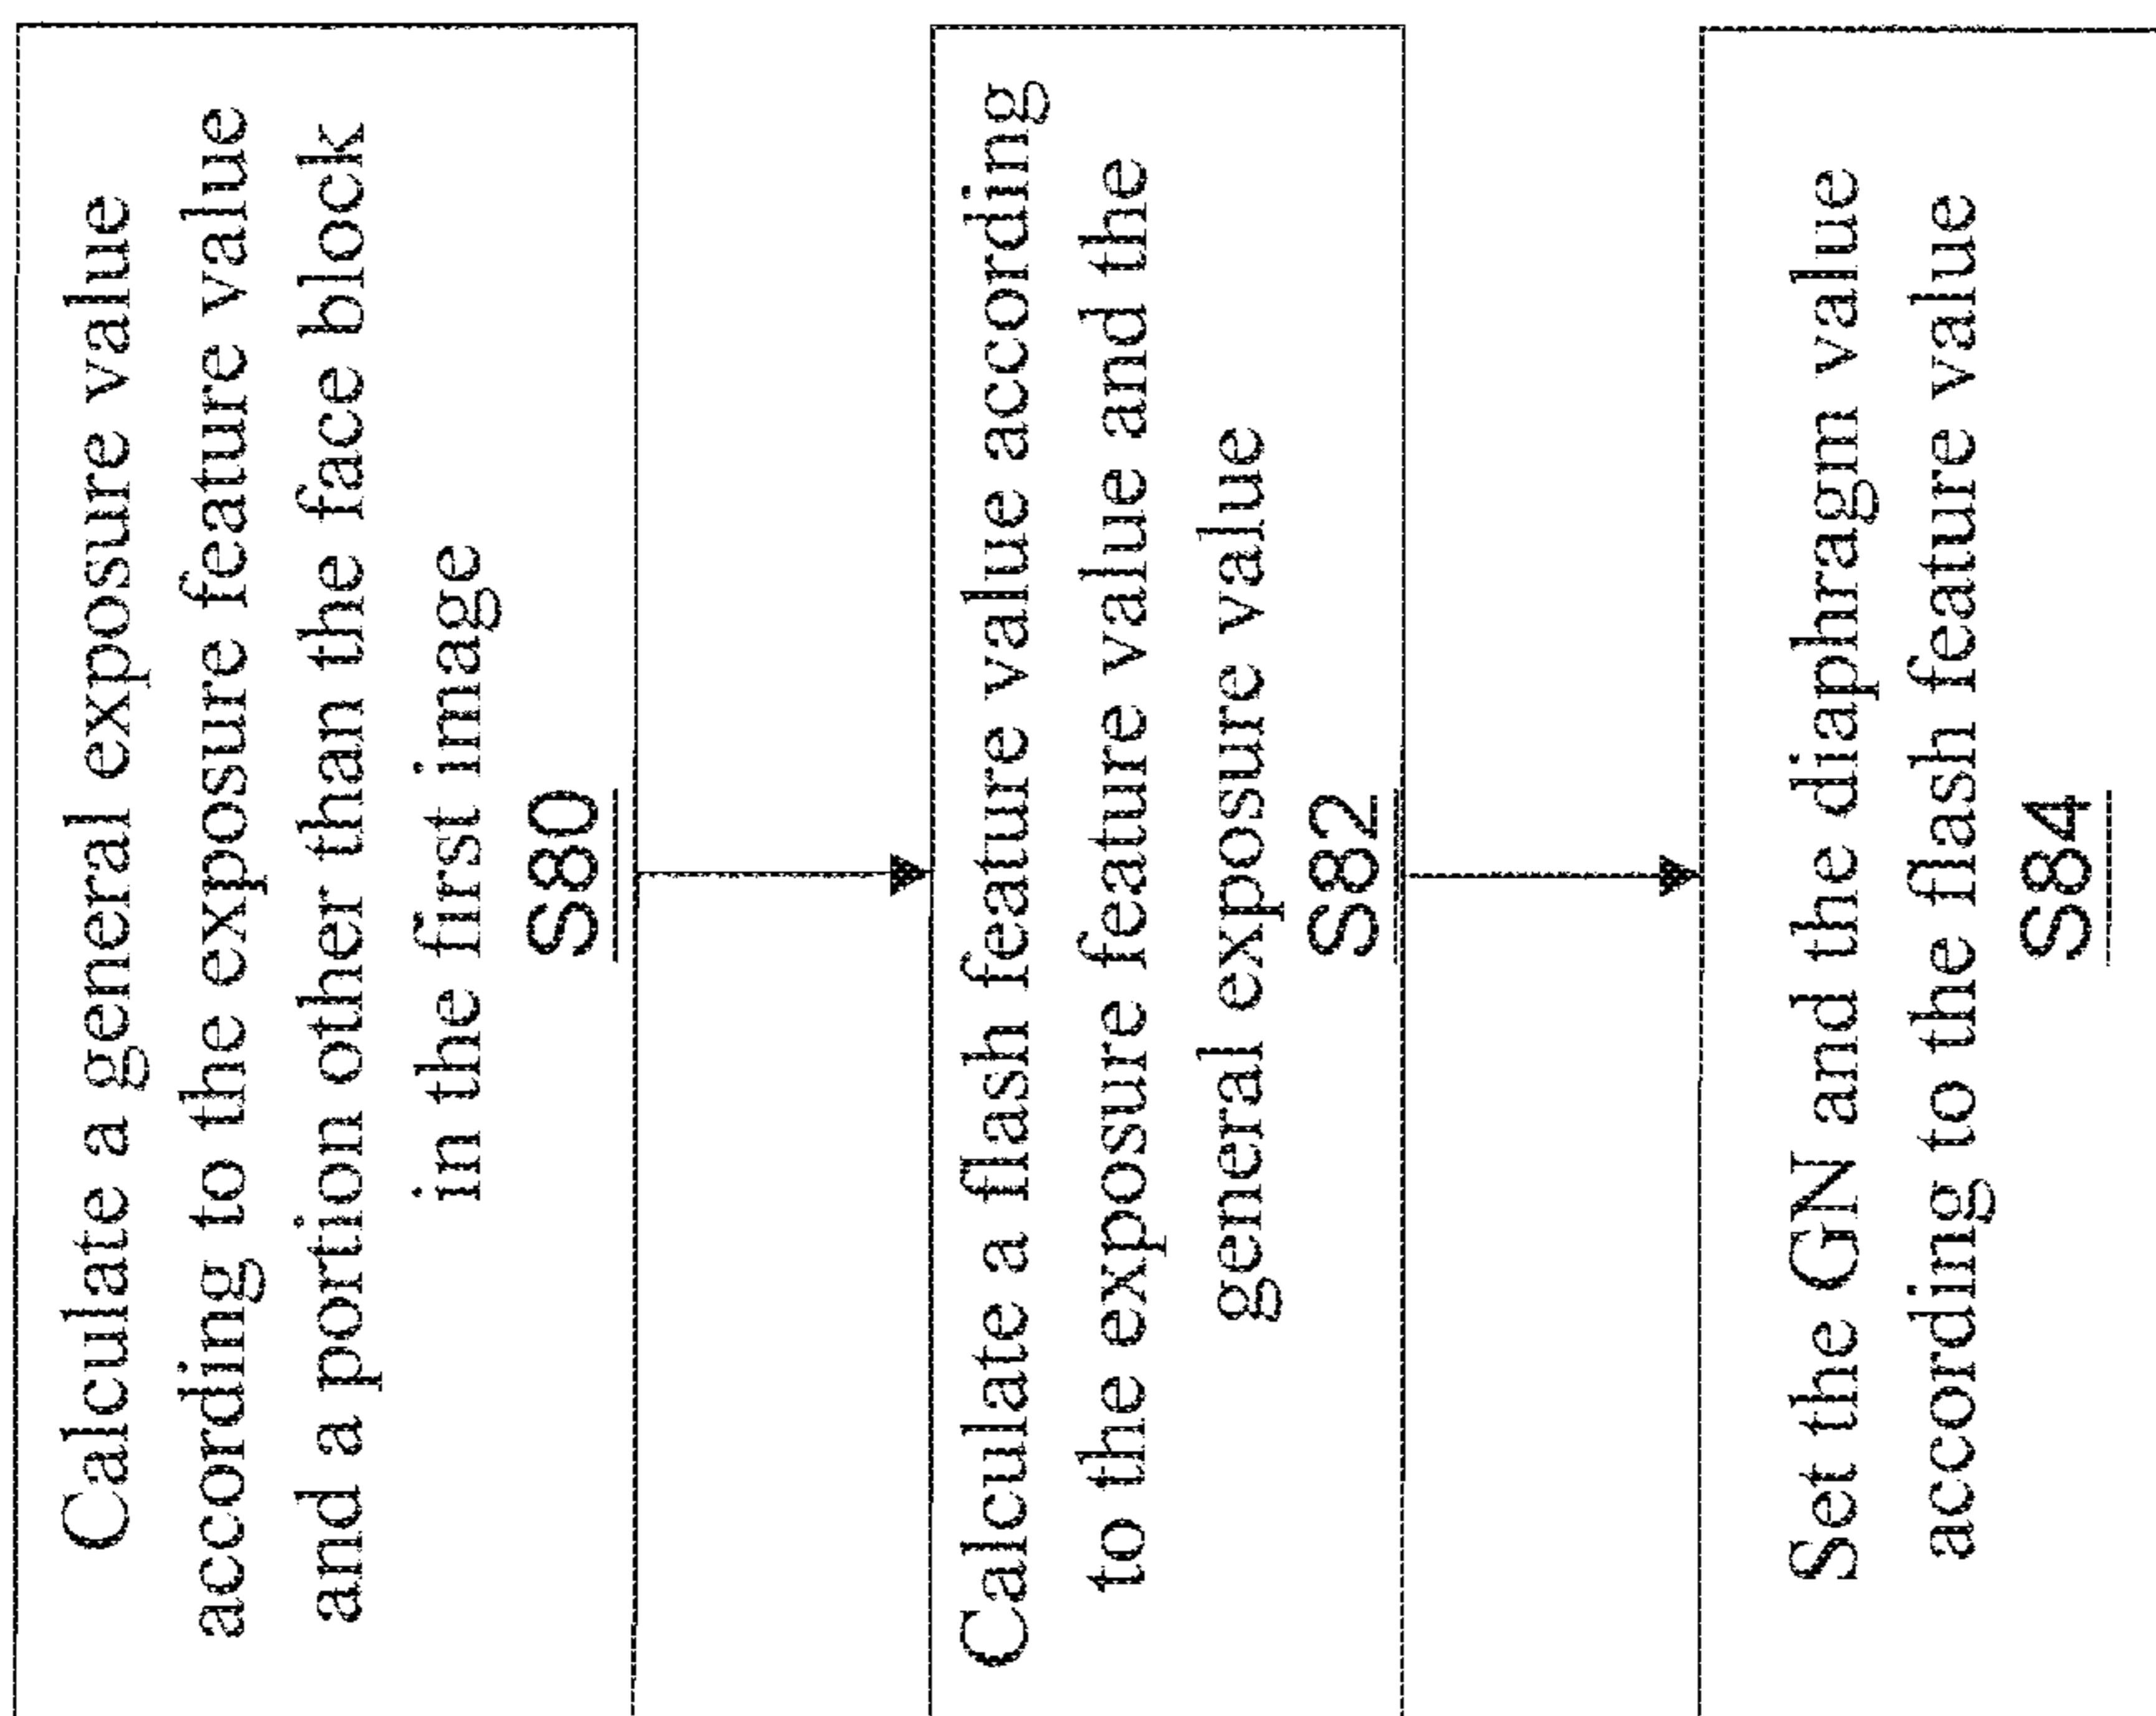 Calculate a general exposure value
according to the exposure feature value
and a portion other than the face block
in the first image
S80
Calculate a flash feature value according
to the exposure feature value and the
general exposure value
S82
Set the GN and the diaphragm value
according to the flash feature value
S84